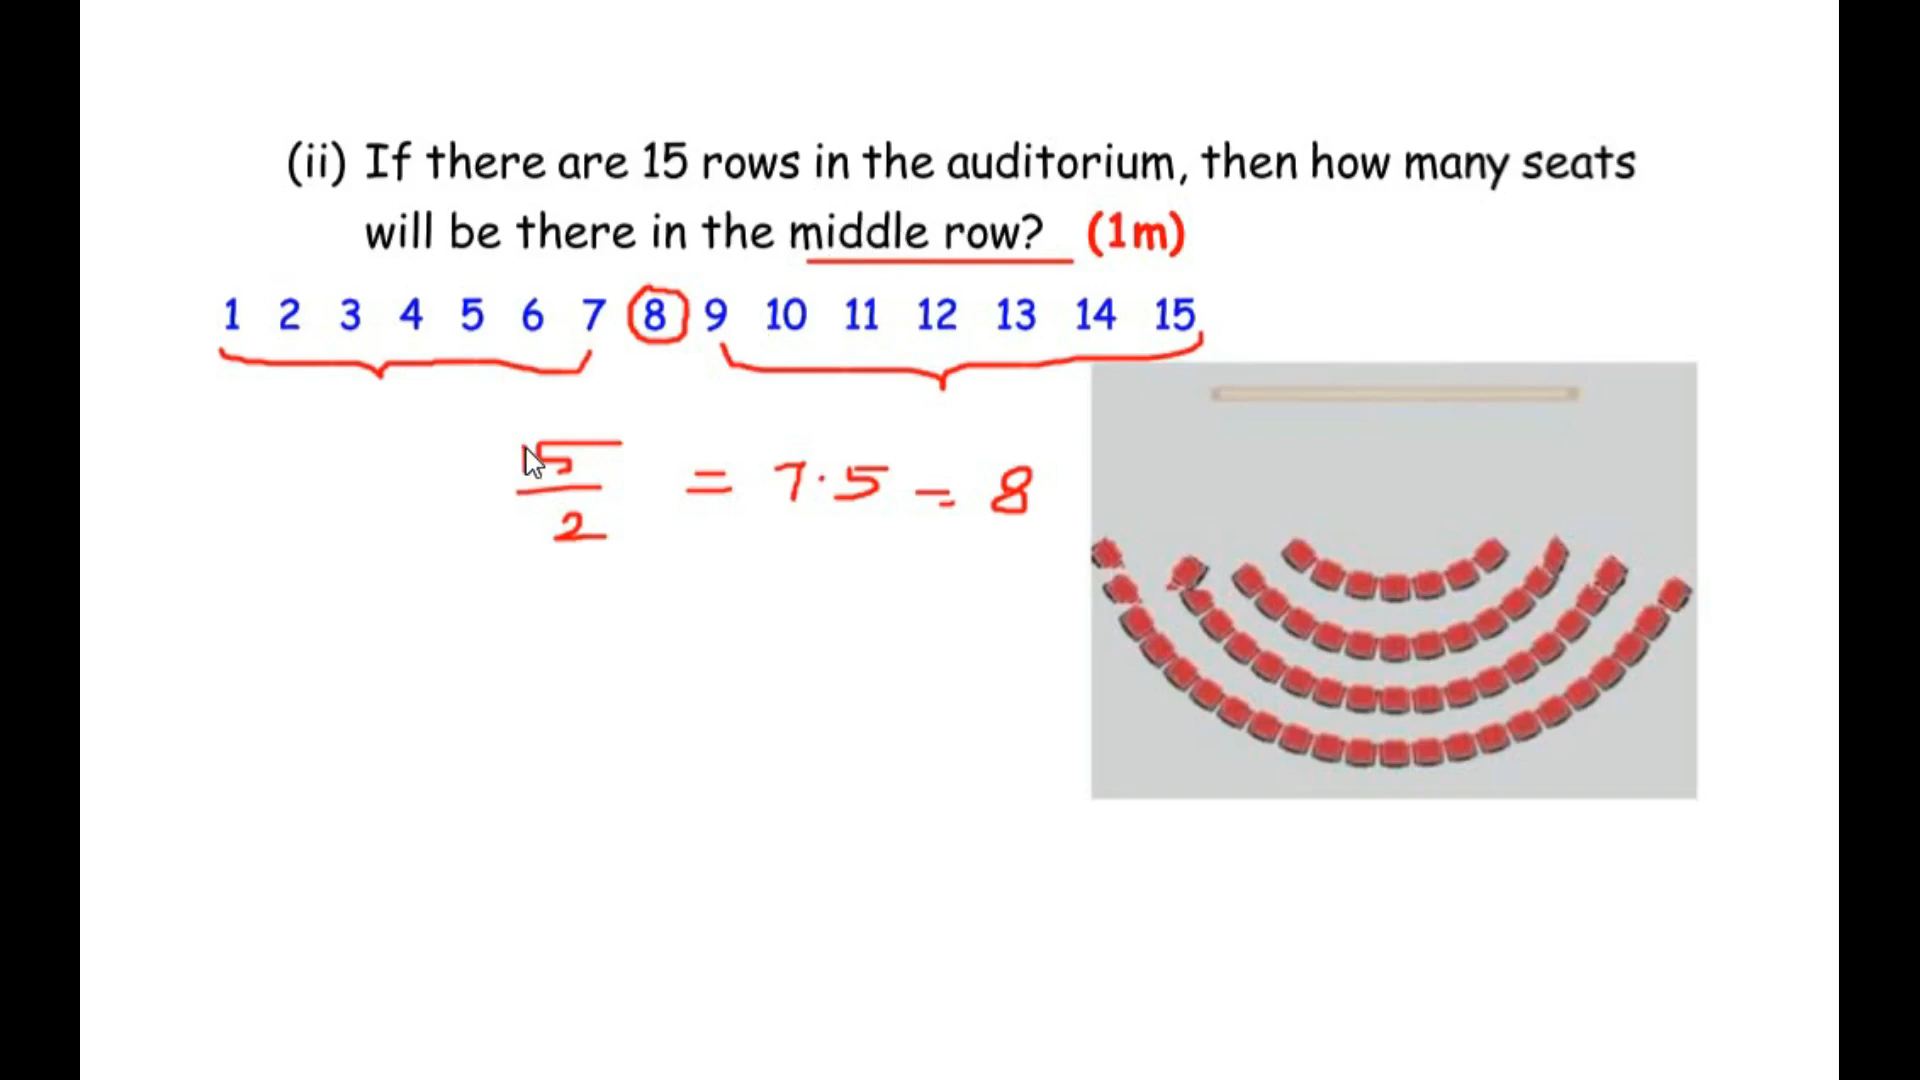 (ii) If there are 15 rows in the auditorium, then how many seats
will be there in the middle row? (1m)
1 2 3 4 5 6 7 8 9 10 11 12 13 14 15
15/2 = 7.5 = 8